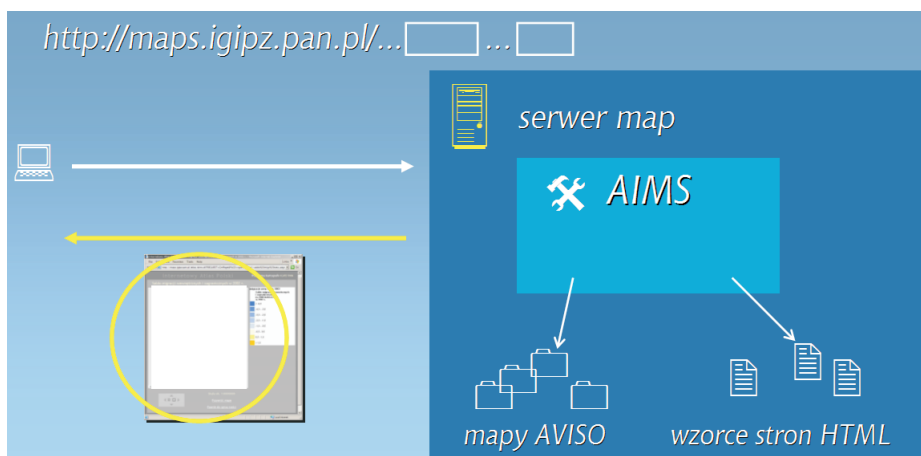 http://maps.igipz.pan.pl/... ...
serwer map
AIMS
mapy AVISO
wzorce stron HTML